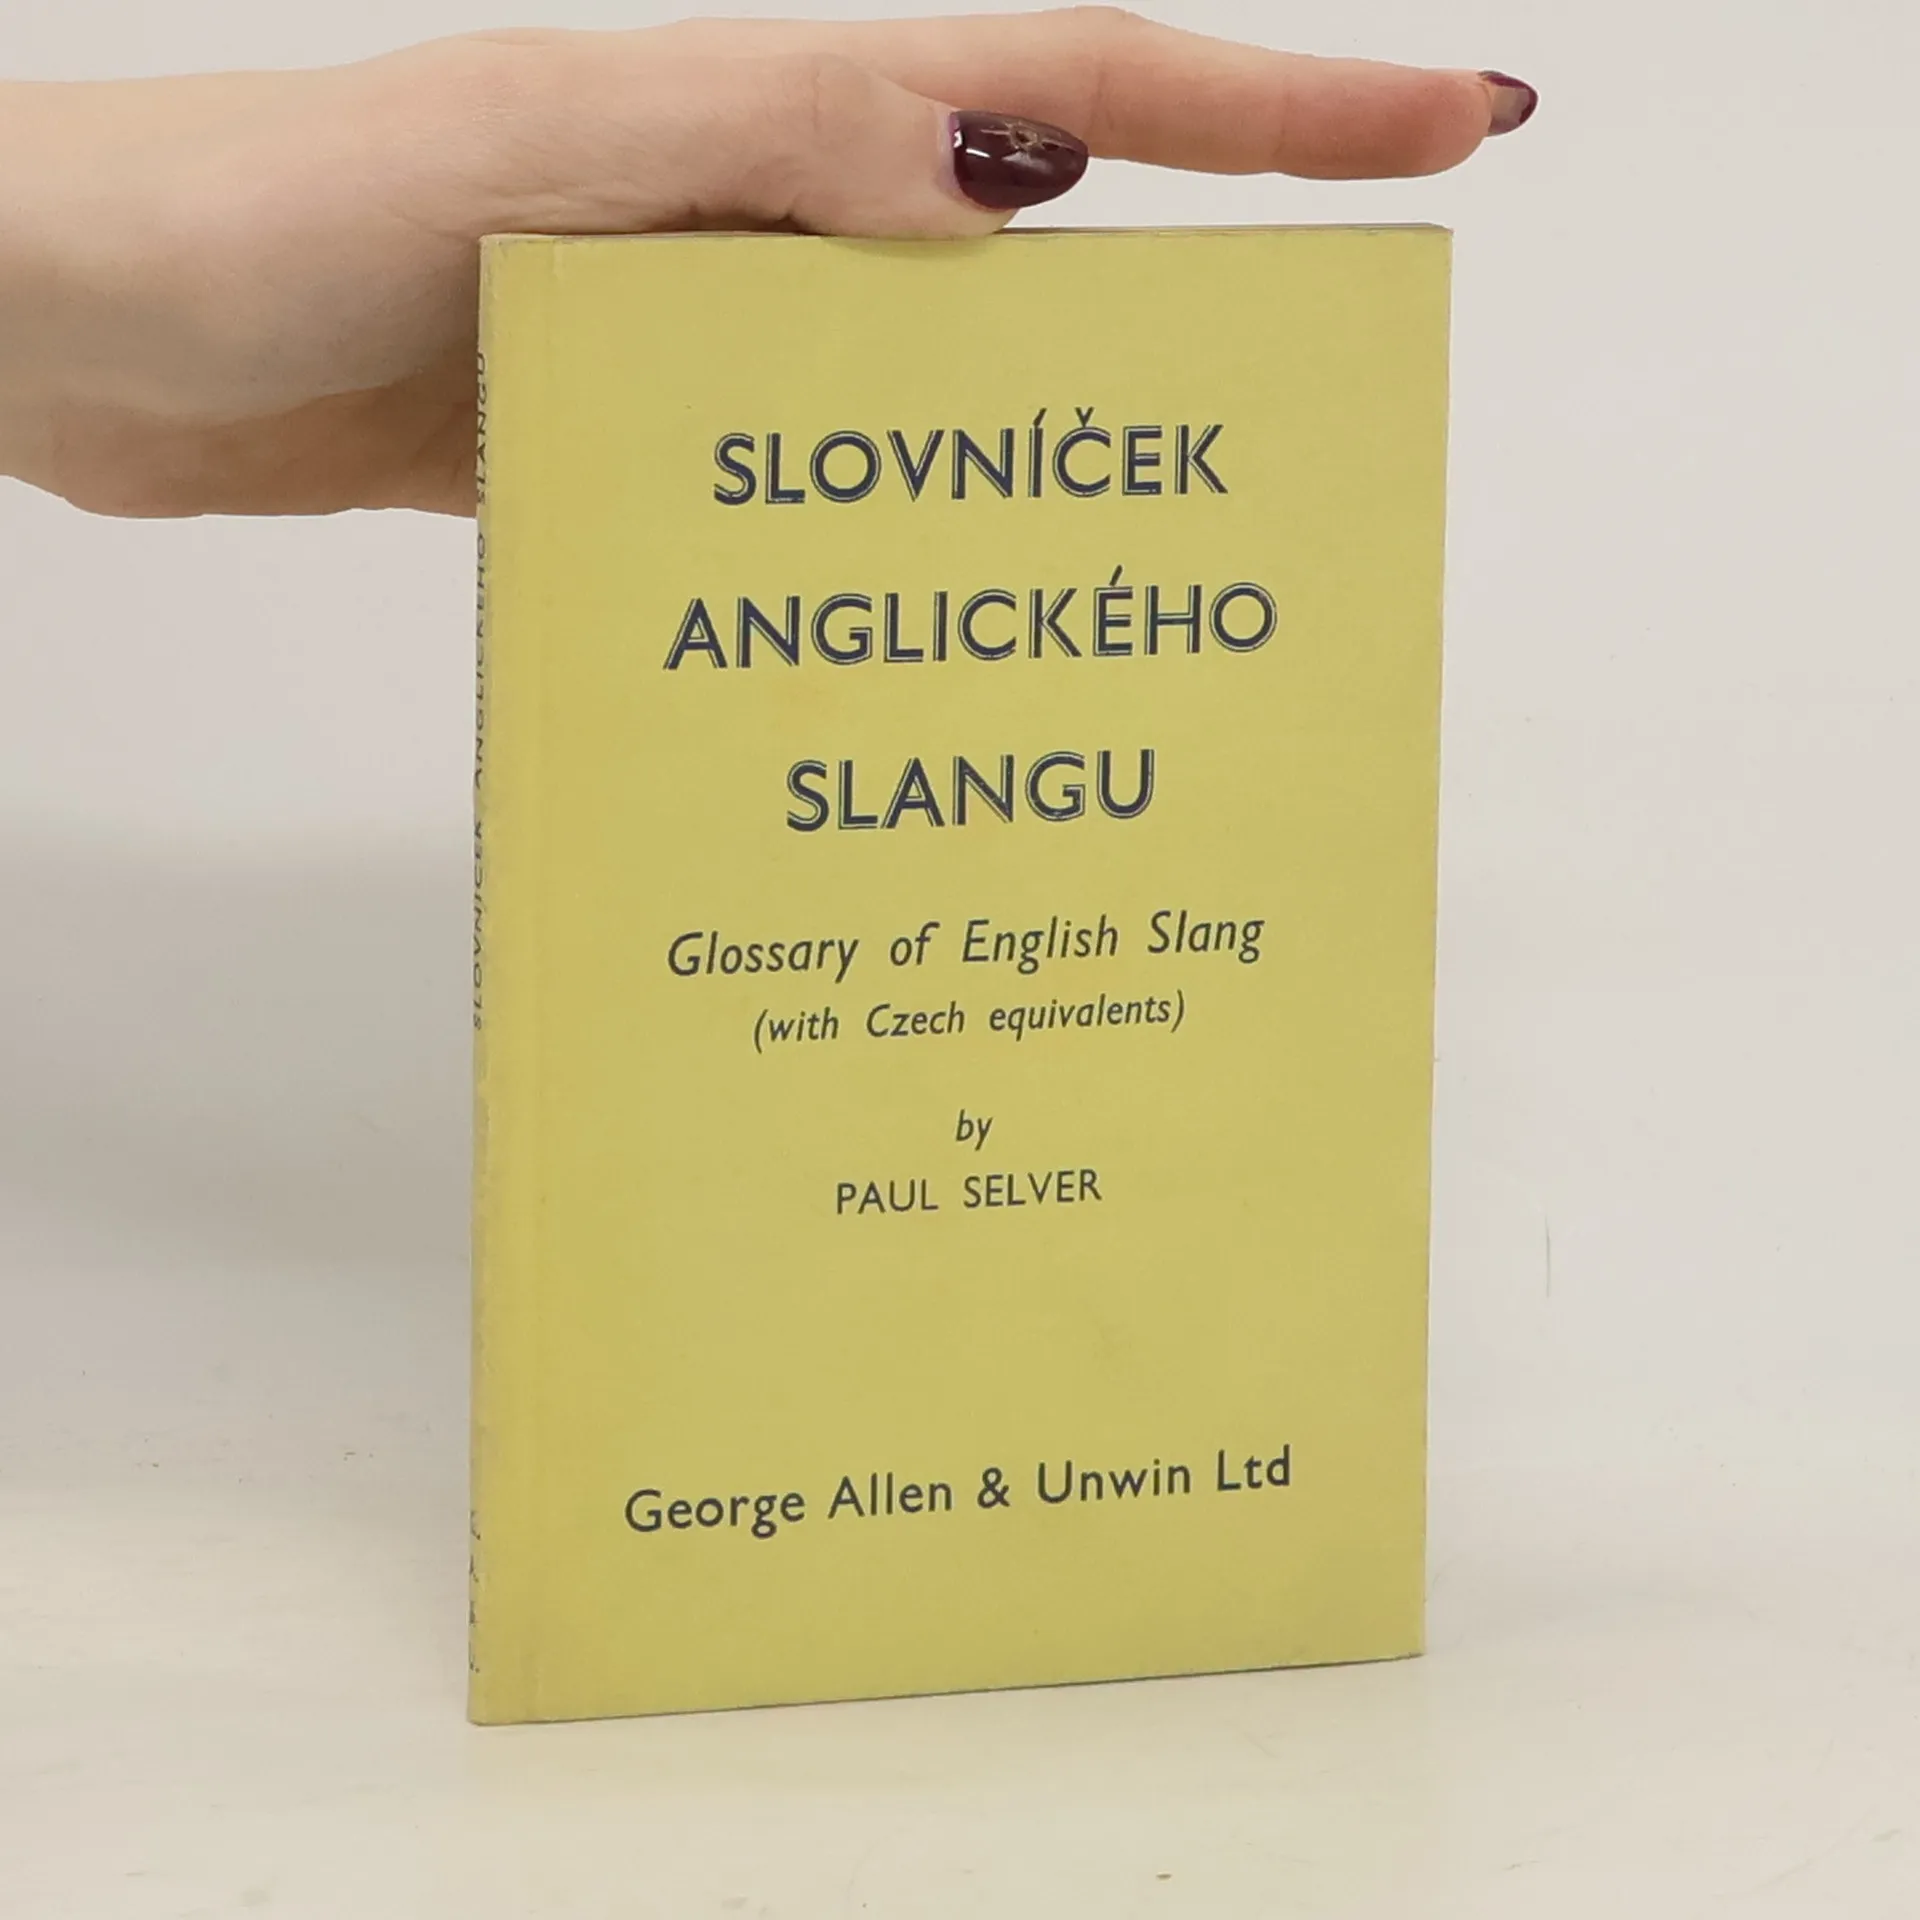 SLOVNÍČEK
ANGLICKÉHO
SLANGU
Glossary of English Slang
(with Czech equivalents)
by
PAUL SELVER
George Allen & Unwin Ltd
SLOVNÍČEK ANGLICKÉHO SLANGU